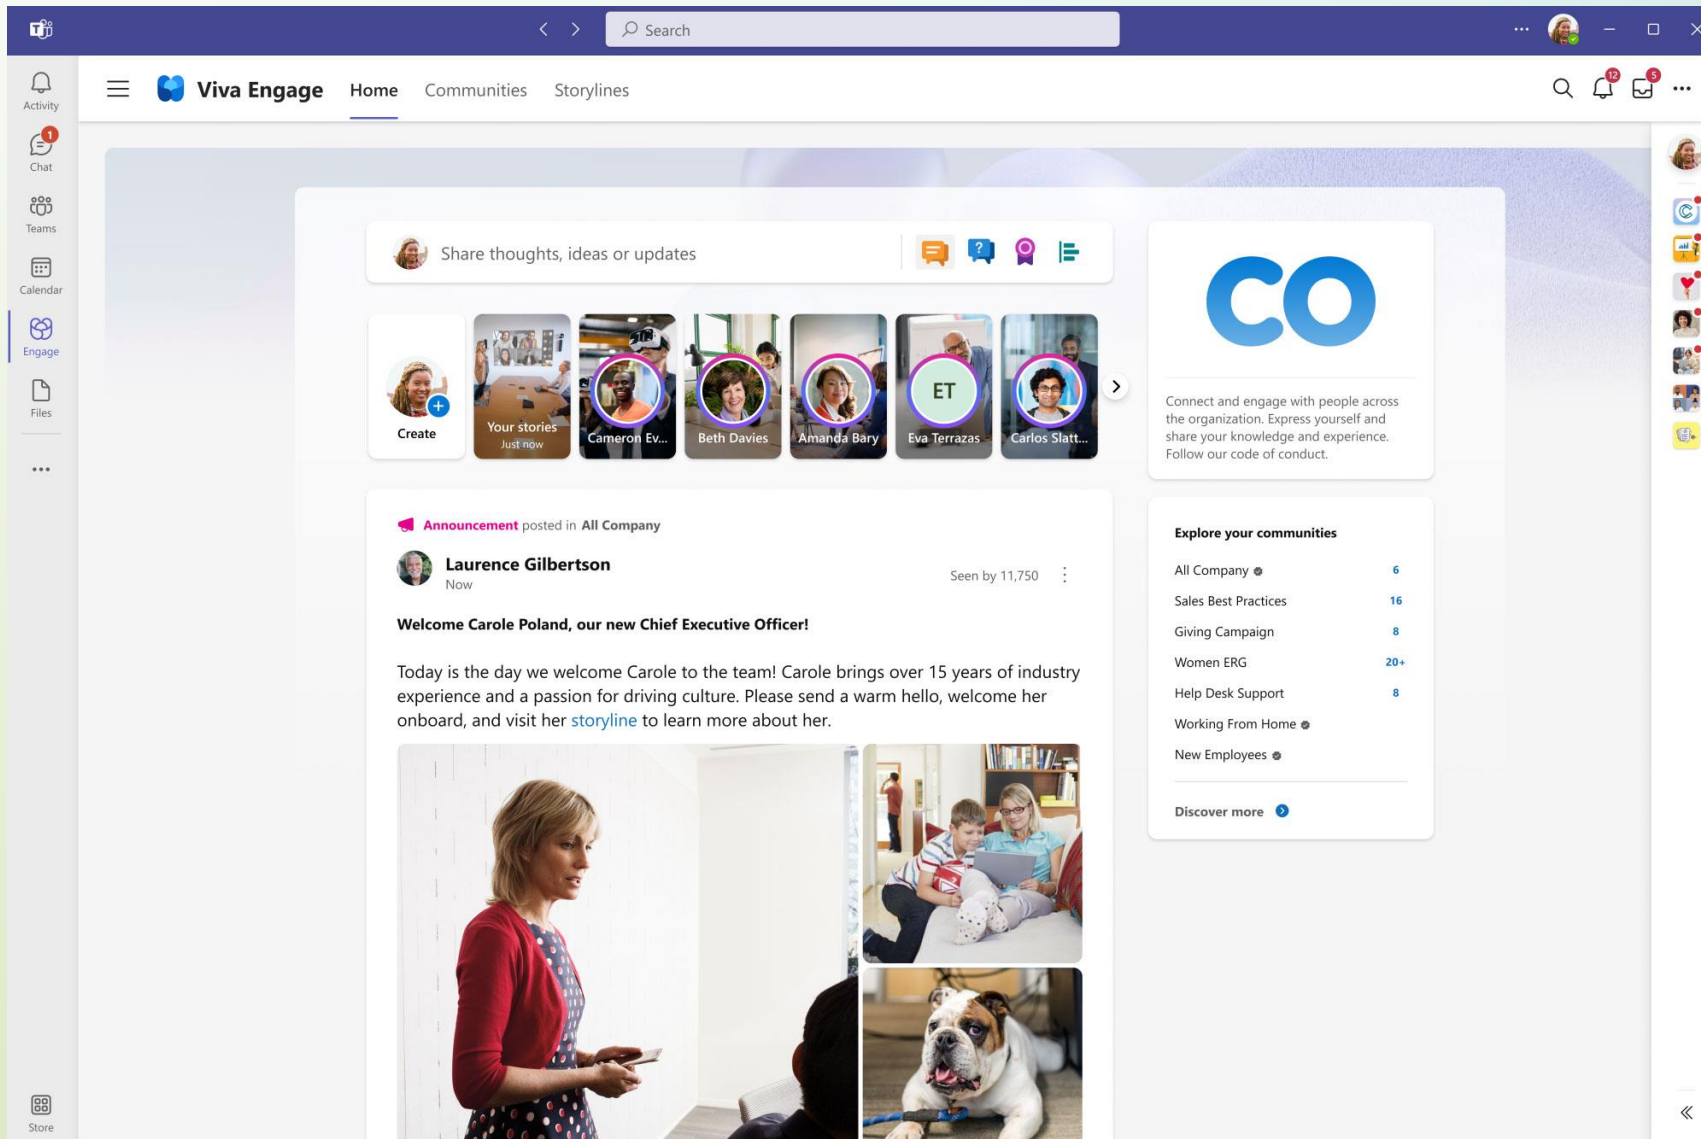 Search
Activity
1
Chat
Teams
Calendar
Engage
Files
Store
Viva Engage Home Communities Storylines
12
5
Share thoughts, ideas or updates
Create
Your stories
Just now
Cameron Ev...
Beth Davies
Amanda Bary
ET
Eva Terrazas
Carlos Slatt...
Announcement posted in All Company
Laurence Gilbertson
Now
Seen by 11,750
Welcome Carole Poland, our new Chief Executive Officer!
Today is the day we welcome Carole to the team! Carole brings over 15 years of industry
experience and a passion for driving culture. Please send a warm hello, welcome her
onboard, and visit her storyline to learn more about her.
CO
Connect and engage with people across
the organization. Express yourself and
share your knowledge and experience.
Follow our code of conduct.
Explore your communities
All Company 6
Sales Best Practices 16
Giving Campaign 8
Women ERG 20+
Help Desk Support 8
Working From Home
New Employees
Discover more